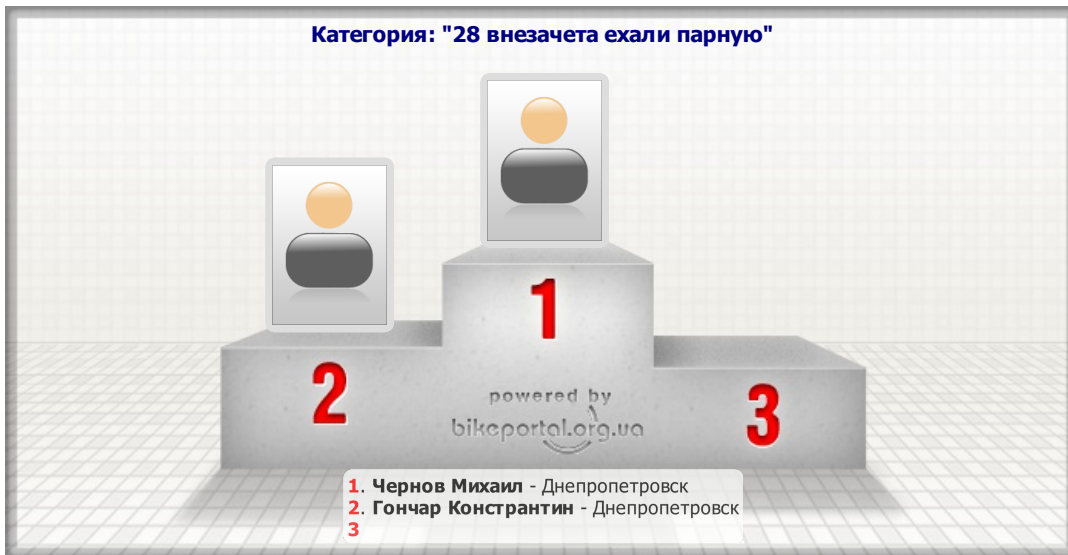 Категория: "28 внезачета ехали парную"
1
2
3
powered by
bikeportal.org.ua
1. Чернов Михаил - Днепропетровск
2. Гончар Констрантин - Днепропетровск
3